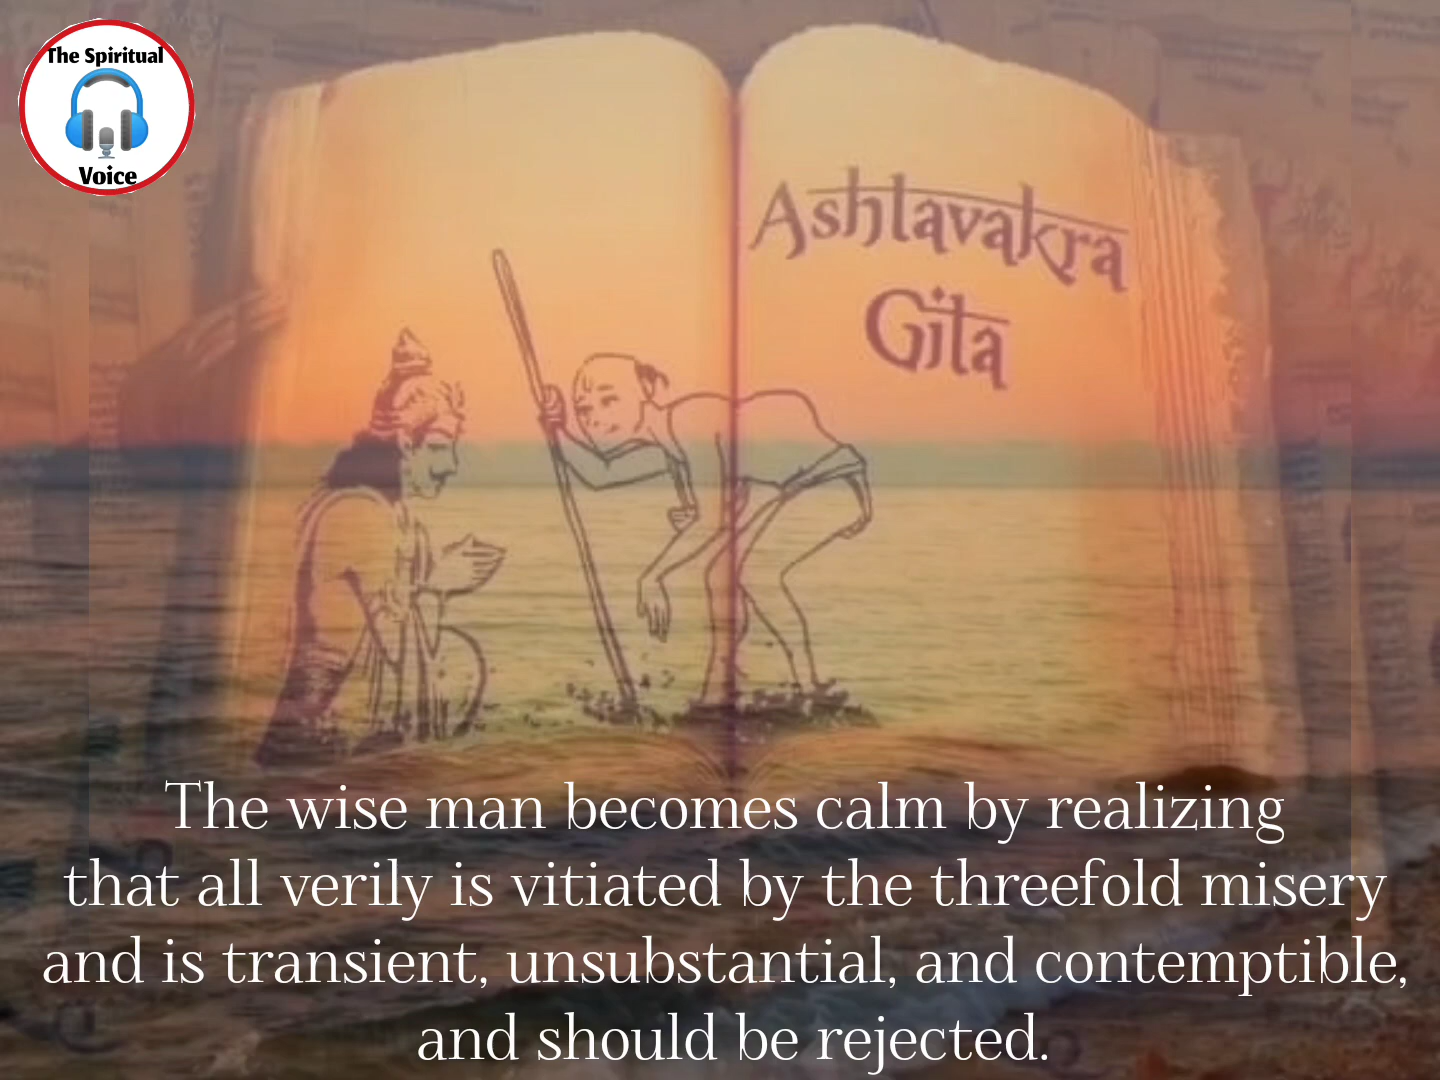 The Spiritual
Voice
Ashtavakra
Gita
The wise man becomes calm by realizing
that all verily is vitiated by the threefold misery
and is transient, unsubstantial, and contemptible,
and should be rejected.